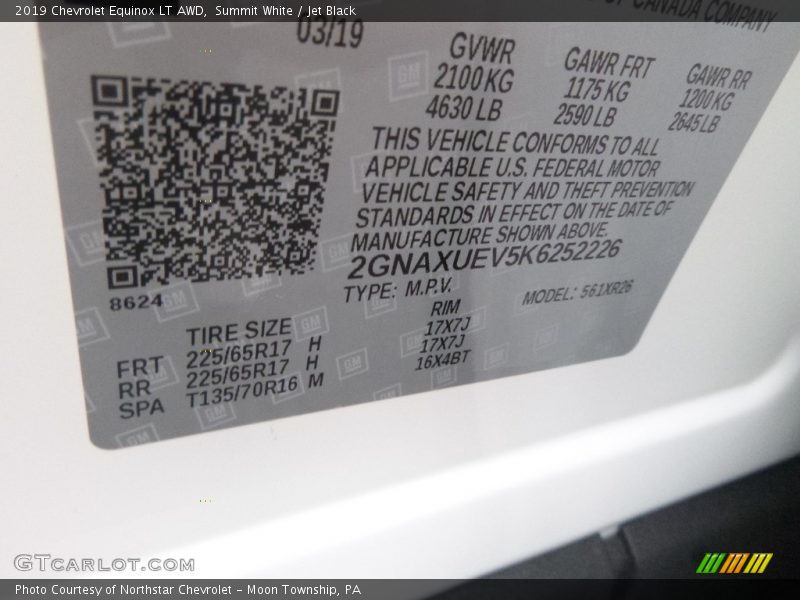 2019 Chevrolet Equinox LT AWD, Summit White / Jet Black
OF CANADA COMPANY
03/19
GVWR
2100 KG
4630 LB
GAWR FRT
1175 KG
2590 LB
GAWR RR
1200 KG
2645 LB
THIS VEHICLE CONFORMS TO ALL
APPLICABLE U.S. FEDERAL MOTOR
VEHICLE SAFETY AND THEFT PREVENTION
STANDARDS IN EFFECT ON THE DATE OF
MANUFACTURE SHOWN ABOVE.
2GNAXUEV5K6252226
TYPE: M.P.V.
MODEL: 561XR26
8624
TIRE SIZE RIM
FRT 225/65R17 H 17X7J
RR 225/65R17 H 17X7J
SPA T135/70R16 M 16X4BT
GTcarlot.com
Photo Courtesy of Northstar Chevrolet - Moon Township, PA